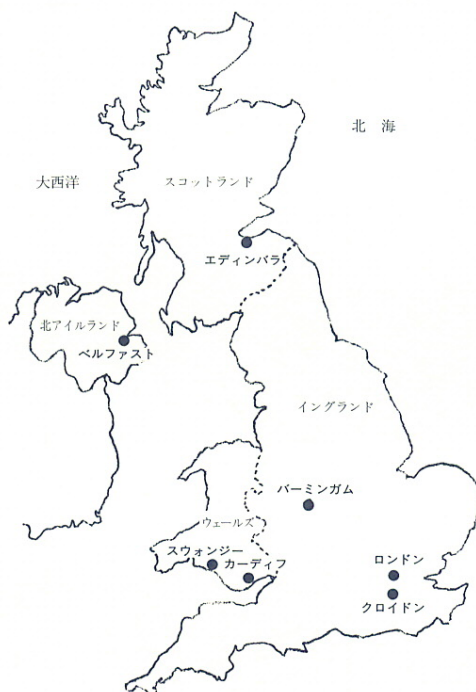 北 海
大西洋
スコットランド
エディンバラ
北アイルランド
ベルファスト
イングランド
バーミンガム
ウェールズ
スウォンジー
カーディフ
ロンドン
クロイドン